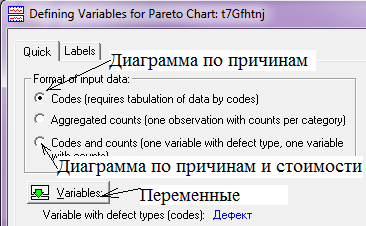 Defining Variables for Pareto Chart: t7Gfhtnj
Quick Labels
Диаграмма по причинам
Format of input data:
Codes (requires tabulation of data by codes)
Aggregated counts (one observation with counts per category)
Codes and counts (one variable with defect type, one variable
with counts)
Диаграмма по причинам и стоимости
Variables:
Переменные
Variable with defect types (codes): Дефект